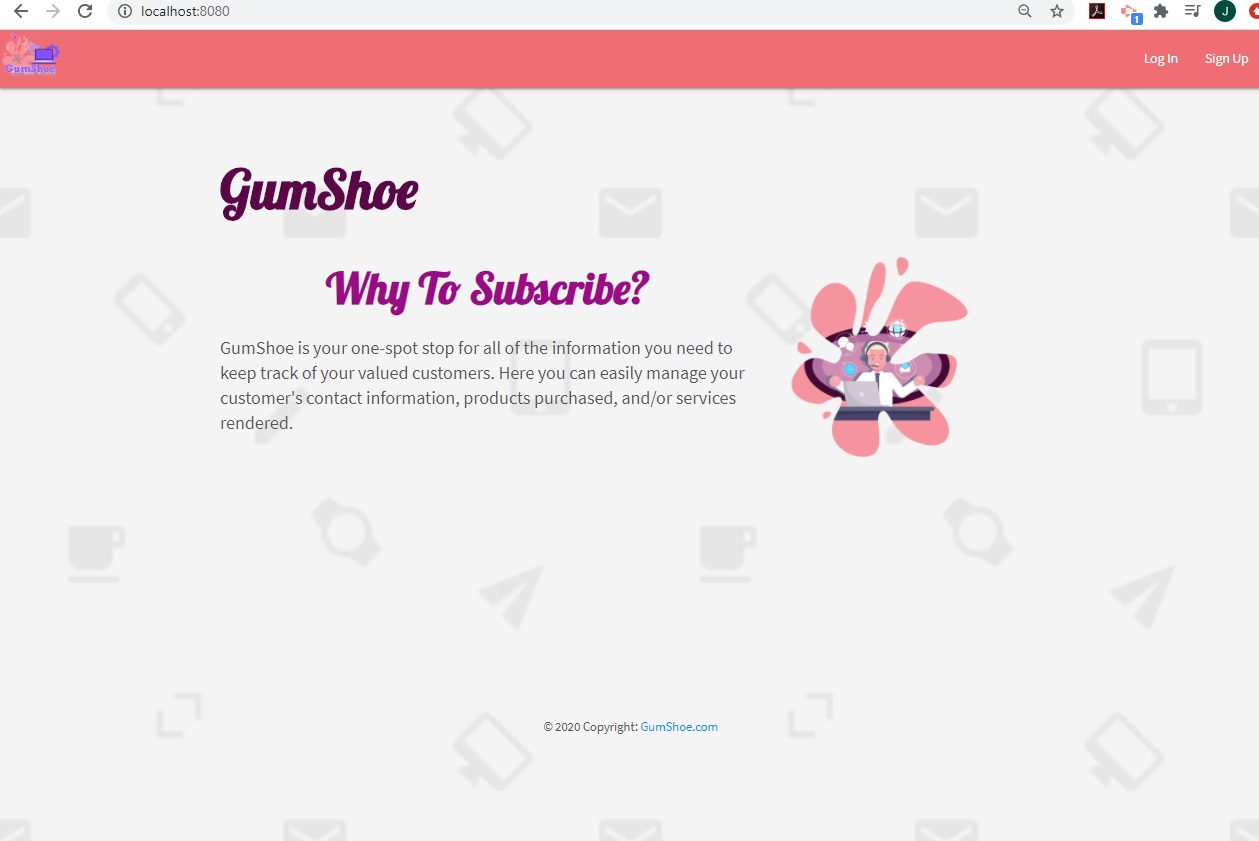 localhost:8080
1
J
GumShoe
Log In
Sign Up
GumShoe
Why To Subscribe?
GumShoe is your one-spot stop for all of the information you need to
keep track of your valued customers. Here you can easily manage your
customer's contact information, products purchased, and/or services
rendered.
© 2020 Copyright: GumShoe.com